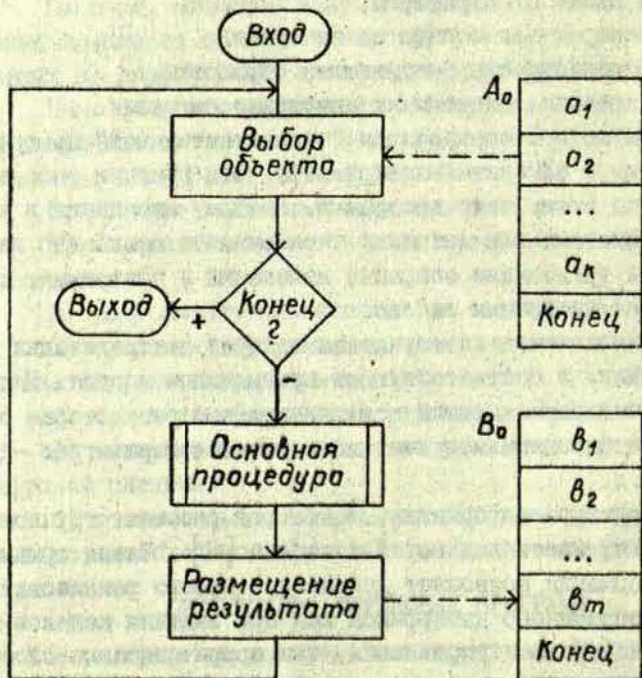 Вход
Выбор
объекта
Конец
?
Выход
+
-
Основная
процедура
Размещение
результата
A₀
a₁
a₂
...
aₖ
Конец
B₀
b₁
b₂
...
bₘ
Конец